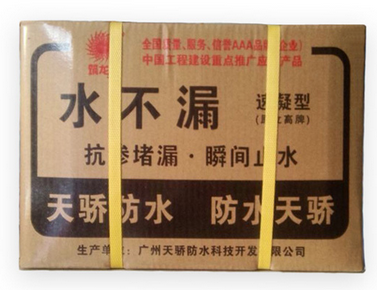 全国质量、服务、信誉AAA品牌(企业)
中国工程建设重点推广应用产品
水不漏
速凝型
抗渗堵漏·瞬间止水
天骄防水 防水天骄
生产单位:广州天骄防水科技开发有限公司